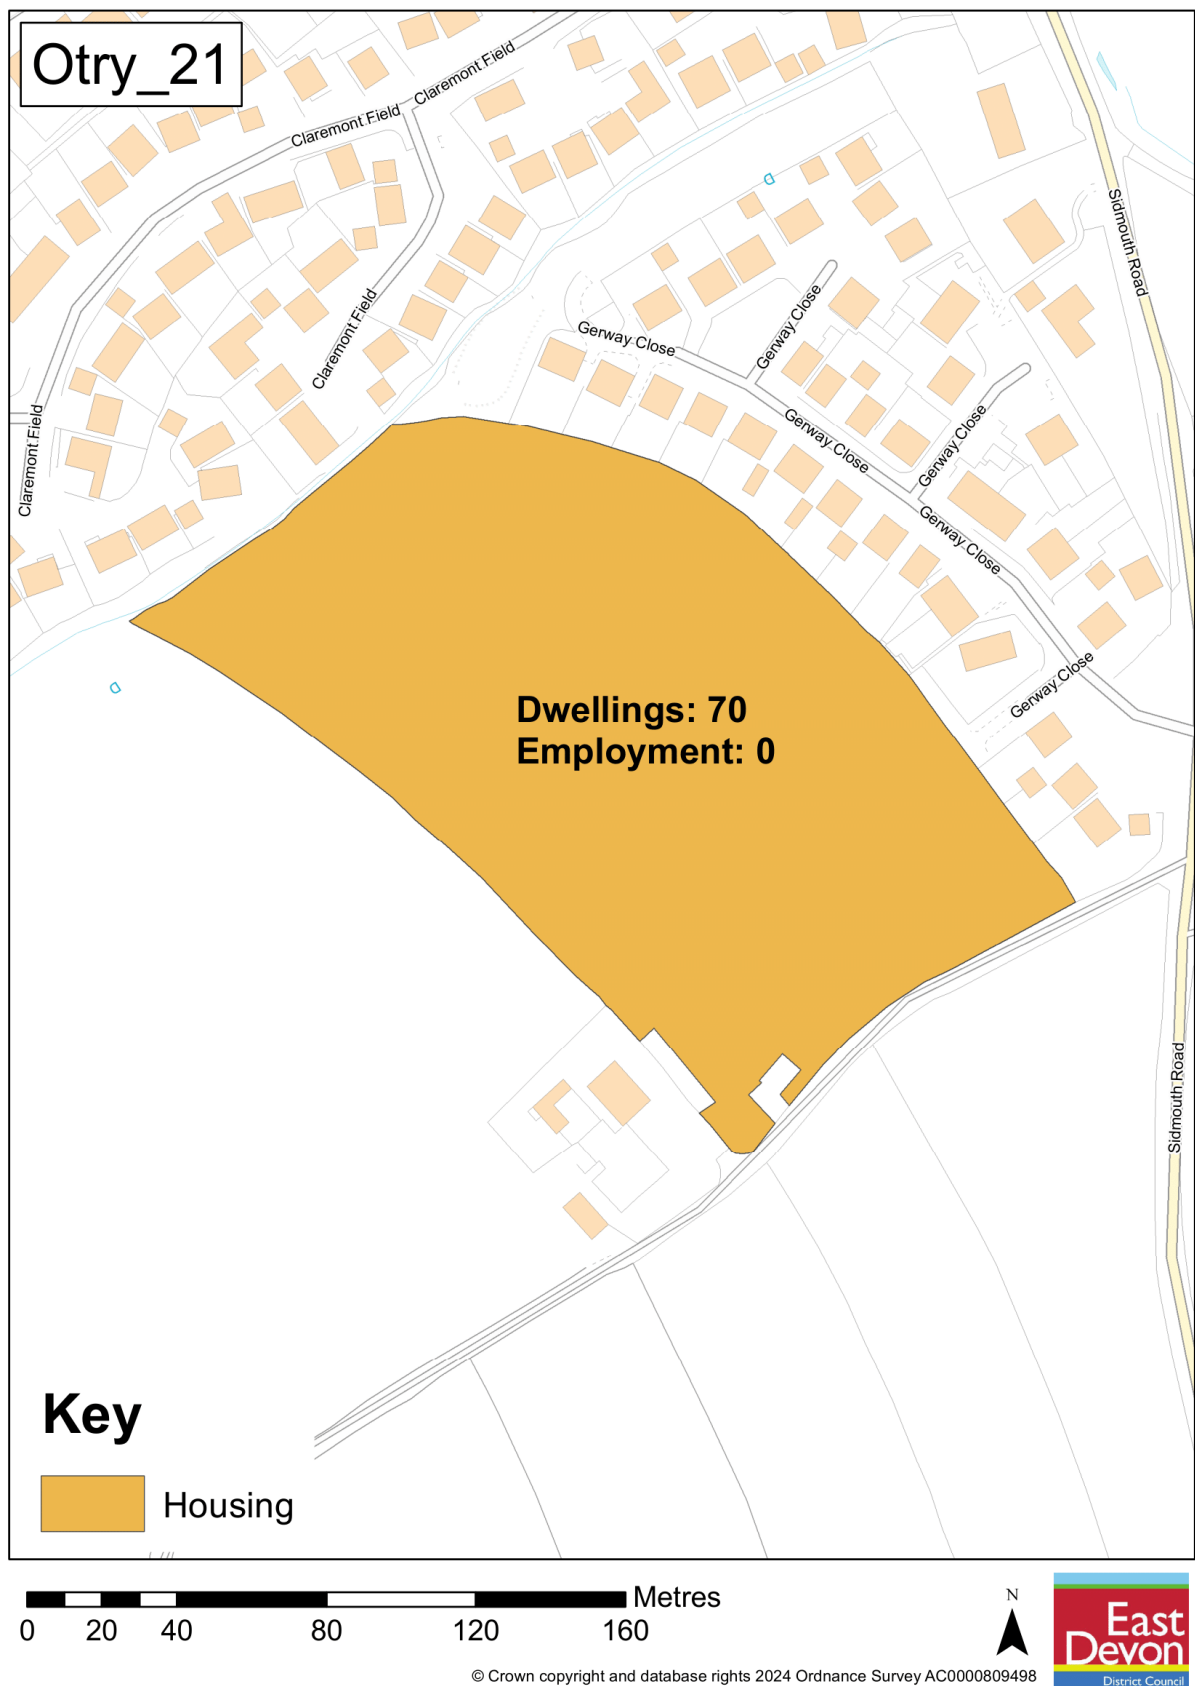 Otry_21
Claremont Field
Claremont Field
Claremont Field
Claremont Field
Sidmouth Road
Gerway Close
Gerway Close
Gerway Close
Gerway Close
Gerway Close
Gerway Close
Dwellings: 70
Employment: 0
Sidmouth Road
Key
Housing
Metres
0 20 40 80 120 160
N
East
Devon
District Council
© Crown copyright and database rights 2024 Ordnance Survey AC0000809498